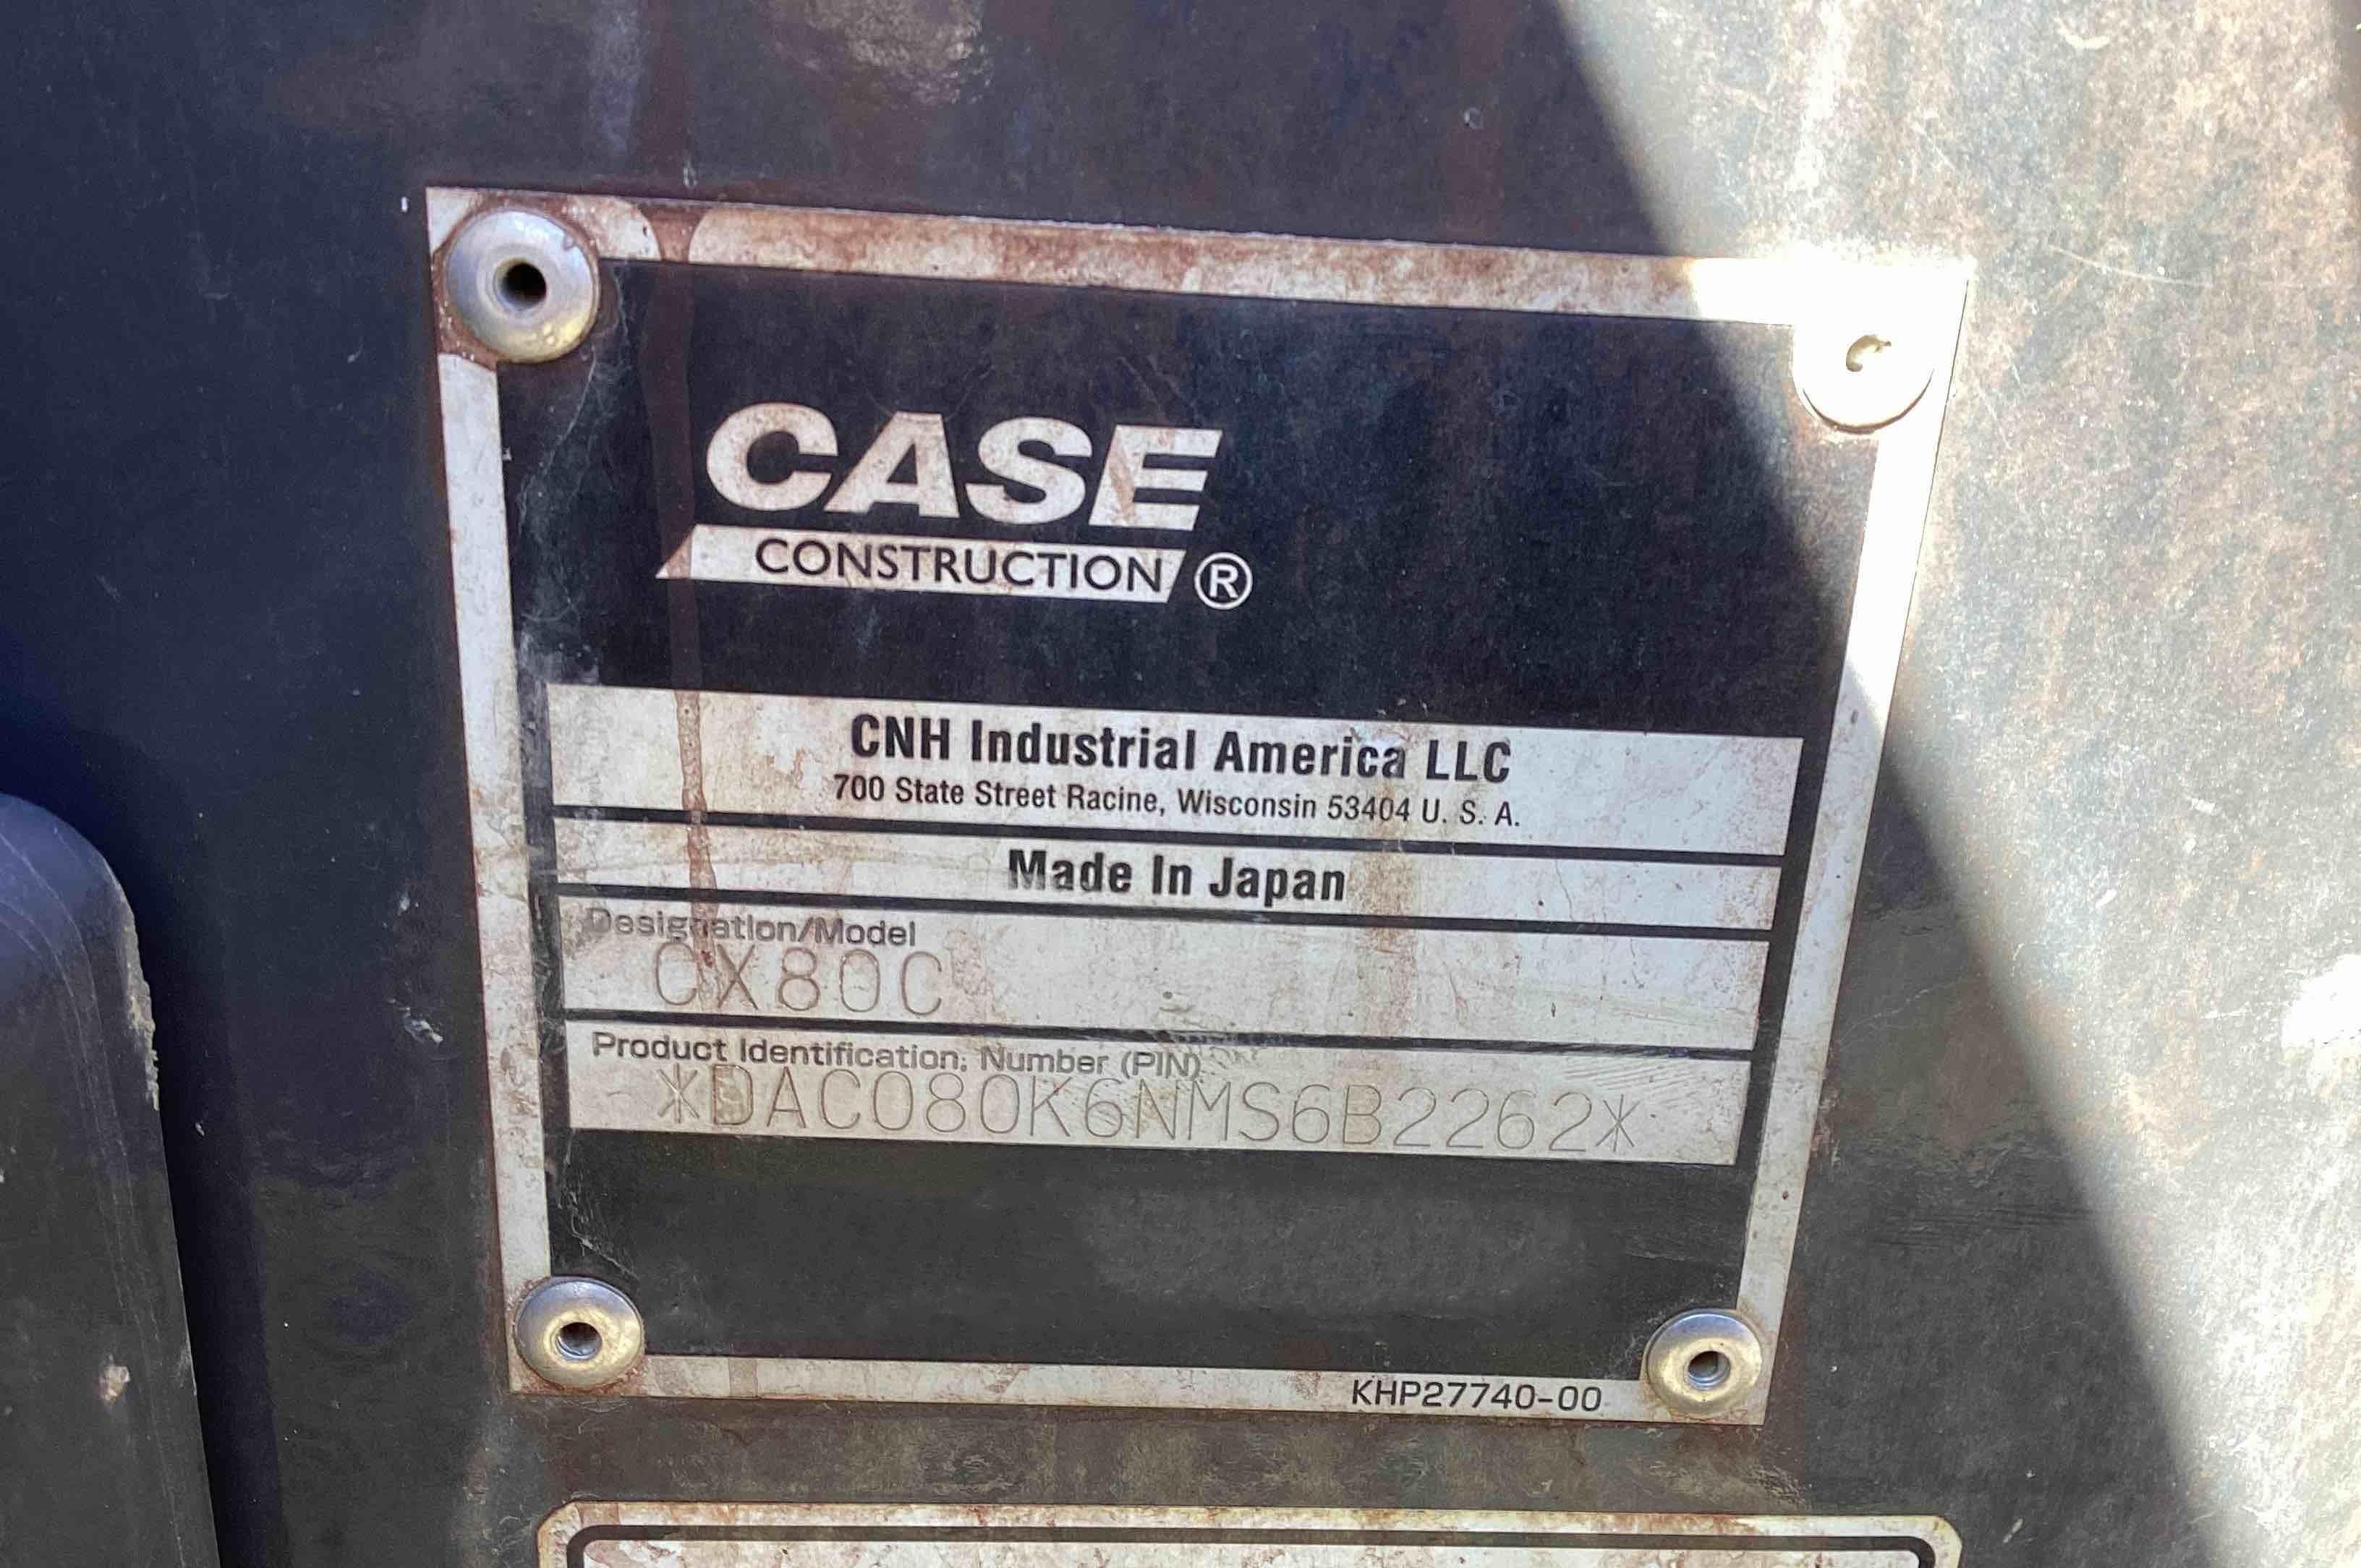 CASE
CONSTRUCTION ®
CNH Industrial America LLC
700 State Street Racine, Wisconsin 53404 U. S. A.
Made In Japan
Designation/Model
CX80C
Product Identification; Number (PIN)
*DAC080K6NMS6B2262*
KHP27740-00